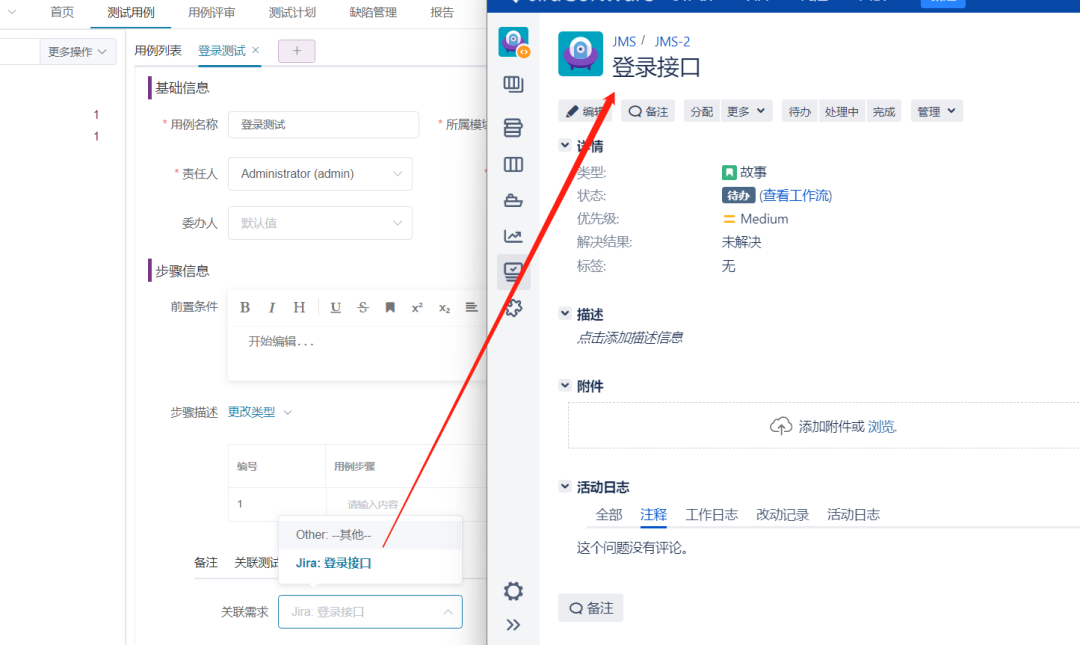 首页 测试用例 用例评审 测试计划 缺陷管理 报告
更多操作
用例列表 登录测试 × +
1
1
基础信息
* 用例名称 登录测试 * 所属模块
* 责任人 Administrator (admin) *
委办人 默认值
步骤信息
前置条件 B I H U S x² x₂
开始编辑...
步骤描述 更改类型
编号 用例步骤
1 请输入内容
Other: --其他--
备注 关联测试
Jira: 登录接口
关联需求 Jira: 登录接口
JMS / JMS-2
登录接口
编辑 备注 分配 更多 待办 处理中 完成 管理
详情
类型: 故事
状态: 待办 (查看工作流)
优先级: Medium
解决结果: 未解决
标签: 无
描述
点击添加描述信息
附件
添加附件或 浏览.
活动日志
全部 注释 工作日志 改动记录 活动日志
这个问题没有评论。
备注